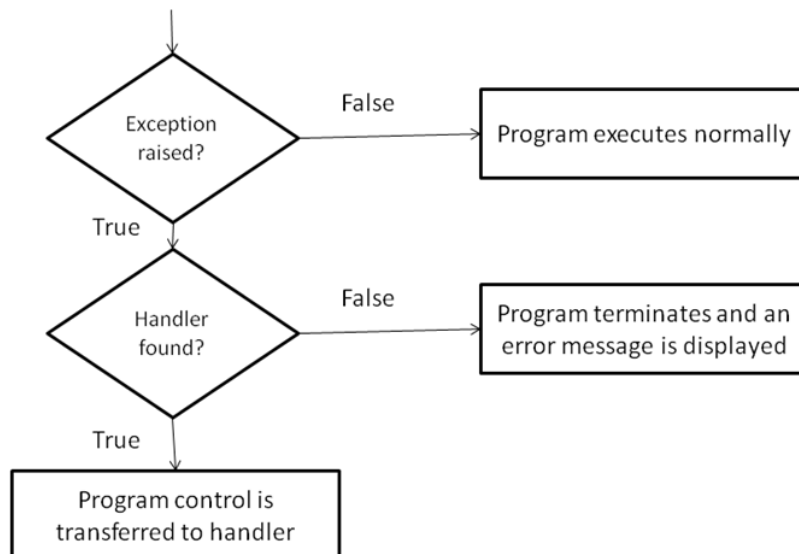 Exception
raised?
False
Program executes normally
True
Handler
found?
False
Program terminates and an
error message is displayed
True
Program control is
transferred to handler